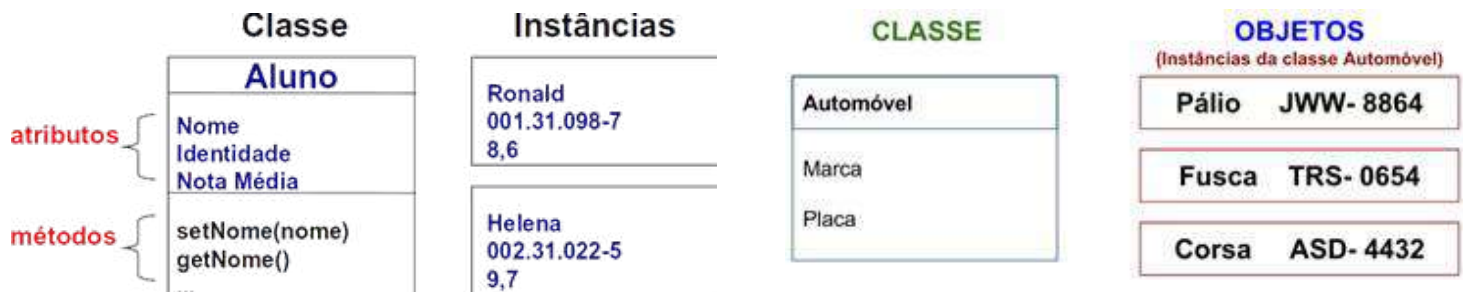 Classe
Aluno
atributos
Nome
Identidade
Nota Média
métodos
setNome(nome)
getNome()
...
Instâncias
Ronald
001.31.098-7
8,6
Helena
002.31.022-5
9,7
CLASSE
Automóvel
Marca
Placa
OBJETOS
(Instâncias da classe Automóvel)
Pálio JWW- 8864
Fusca TRS- 0654
Corsa ASD- 4432